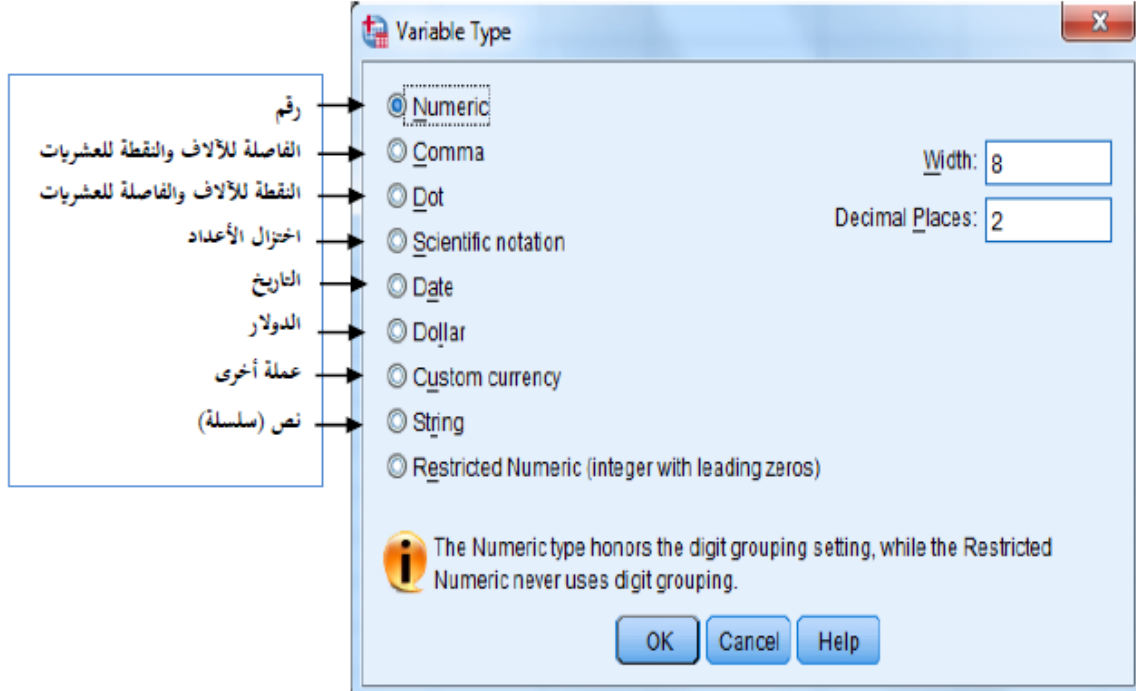 Variable Type
رقم
Numeric
الفاصلة للآلاف والنقطة للعشريات
Comma
Width: 8
النقطة للآلاف والفاصلة للعشريات
Dot
Decimal Places: 2
اختزال الأعداد
Scientific notation
التاريخ
Date
الدولار
Dollar
عملة أخرى
Custom currency
نص (سلسلة)
String
Restricted Numeric (integer with leading zeros)
The Numeric type honors the digit grouping setting, while the Restricted
Numeric never uses digit grouping.
OK Cancel Help